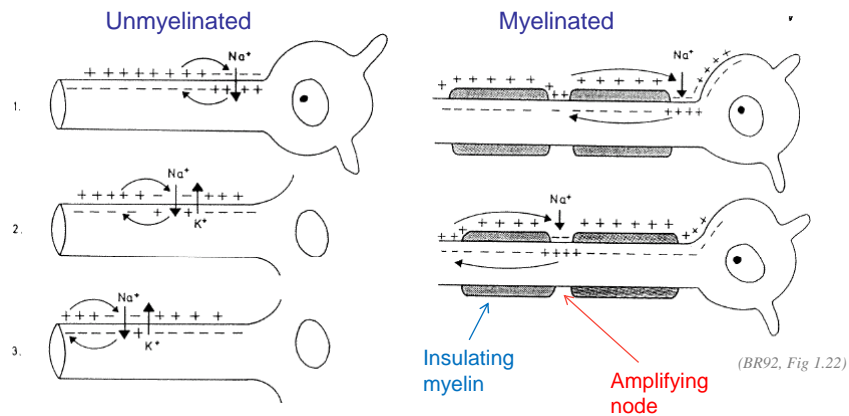 Unmyelinated
Myelinated
Na⁺
1.
Na⁺
Na⁺
K⁺
2.
Na⁺
Na⁺
K⁺
3.
Insulating
myelin
Amplifying
node
(BR92, Fig 1.22)